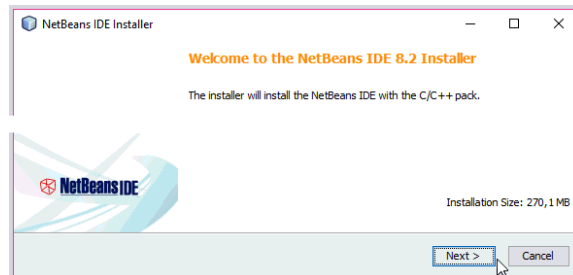 NetBeans IDE Installer
Welcome to the NetBeans IDE 8.2 Installer
The installer will install the NetBeans IDE with the C/C++ pack.
NetBeans IDE
Installation Size: 270,1 MB
Next >
Cancel